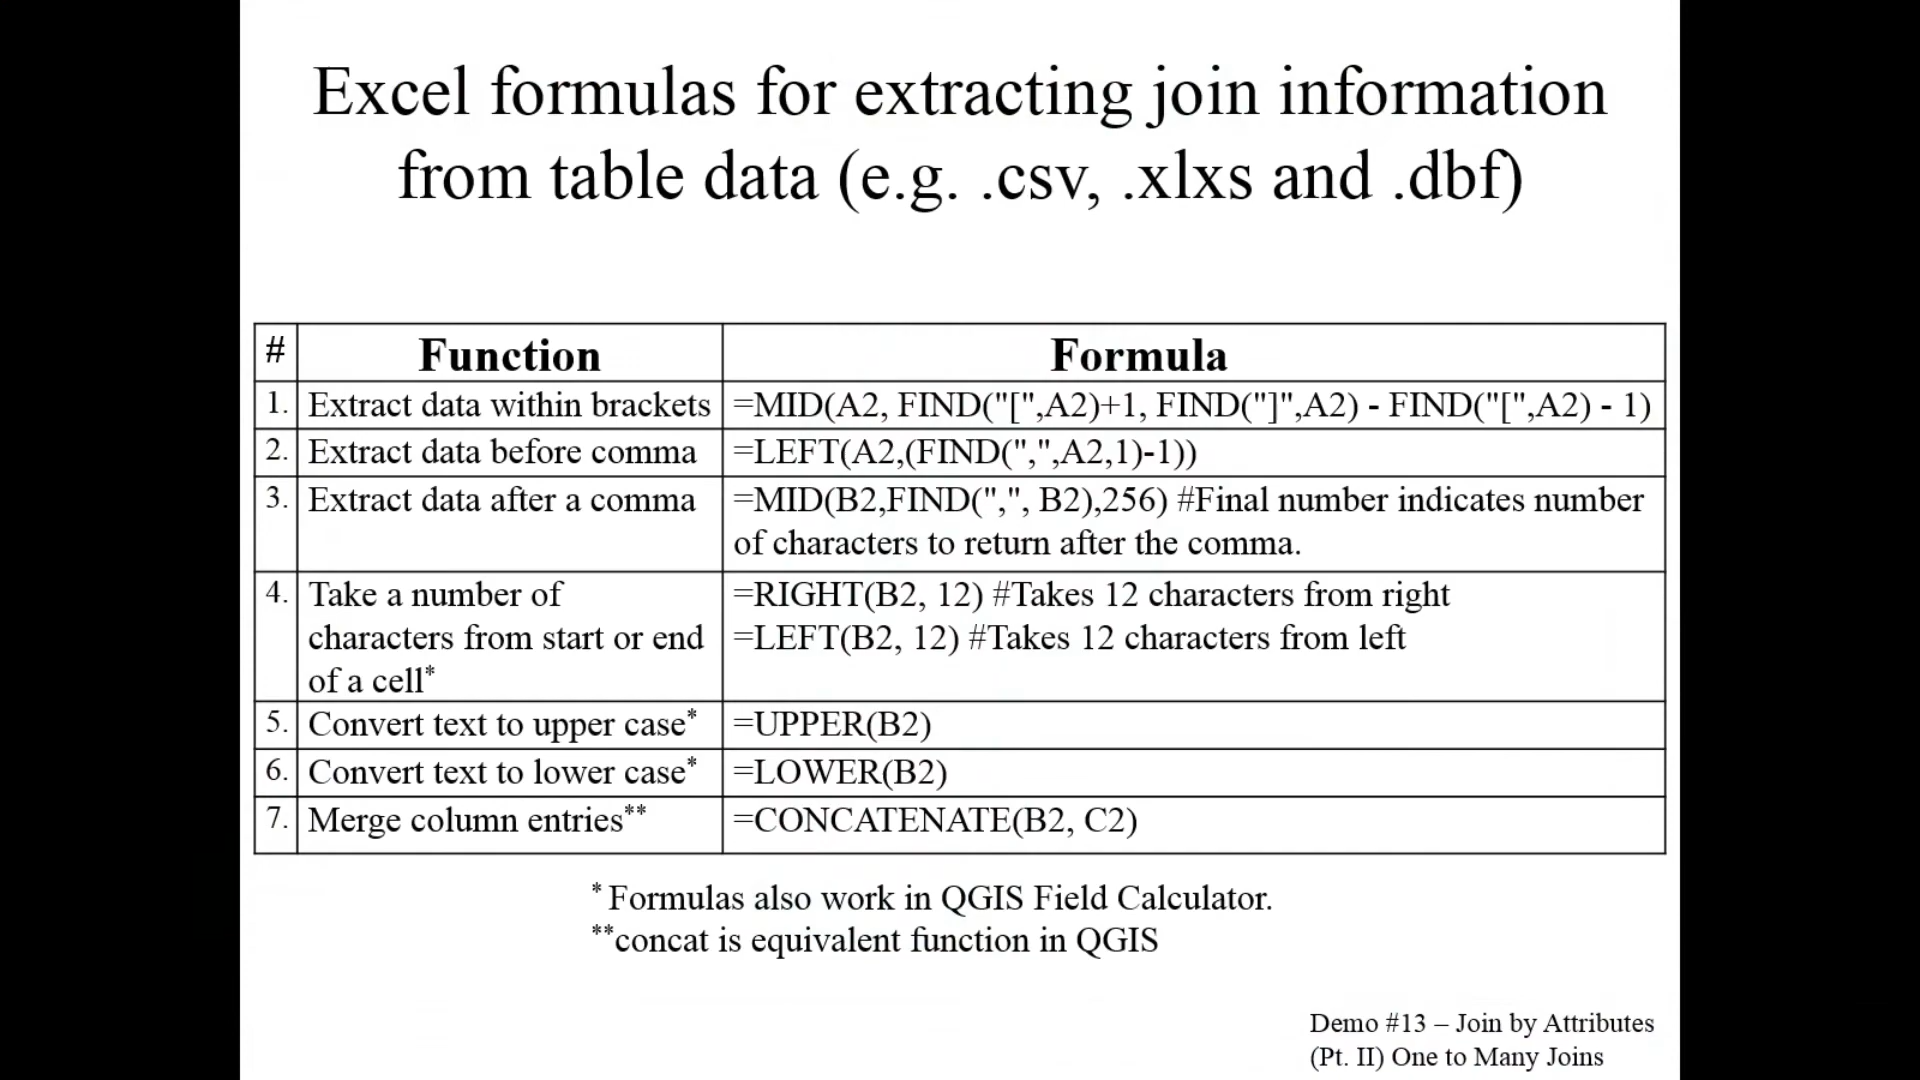 Excel formulas for extracting join information
from table data (e.g. .csv, .xlxs and .dbf)
# Function Formula
1. Extract data within brackets =MID(A2, FIND("[",A2)+1, FIND("]",A2) - FIND("[",A2) - 1)
2. Extract data before comma =LEFT(A2,(FIND(",",A2,1)-1))
3. Extract data after a comma =MID(B2,FIND(",", B2),256) #Final number indicates number
of characters to return after the comma.
4. Take a number of =RIGHT(B2, 12) #Takes 12 characters from right
characters from start or end =LEFT(B2, 12) #Takes 12 characters from left
of a cell*
5. Convert text to upper case* =UPPER(B2)
6. Convert text to lower case* =LOWER(B2)
7. Merge column entries** =CONCATENATE(B2, C2)
* Formulas also work in QGIS Field Calculator.
**concat is equivalent function in QGIS
Demo #13 – Join by Attributes
(Pt. II) One to Many Joins